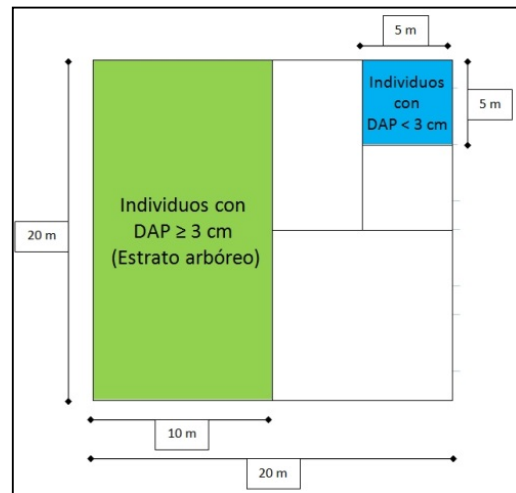 5 m
Individuos
con
DAP < 3 cm
5 m
Individuos con
DAP ≥ 3 cm
(Estrato arbóreo)
20 m
10 m
20 m